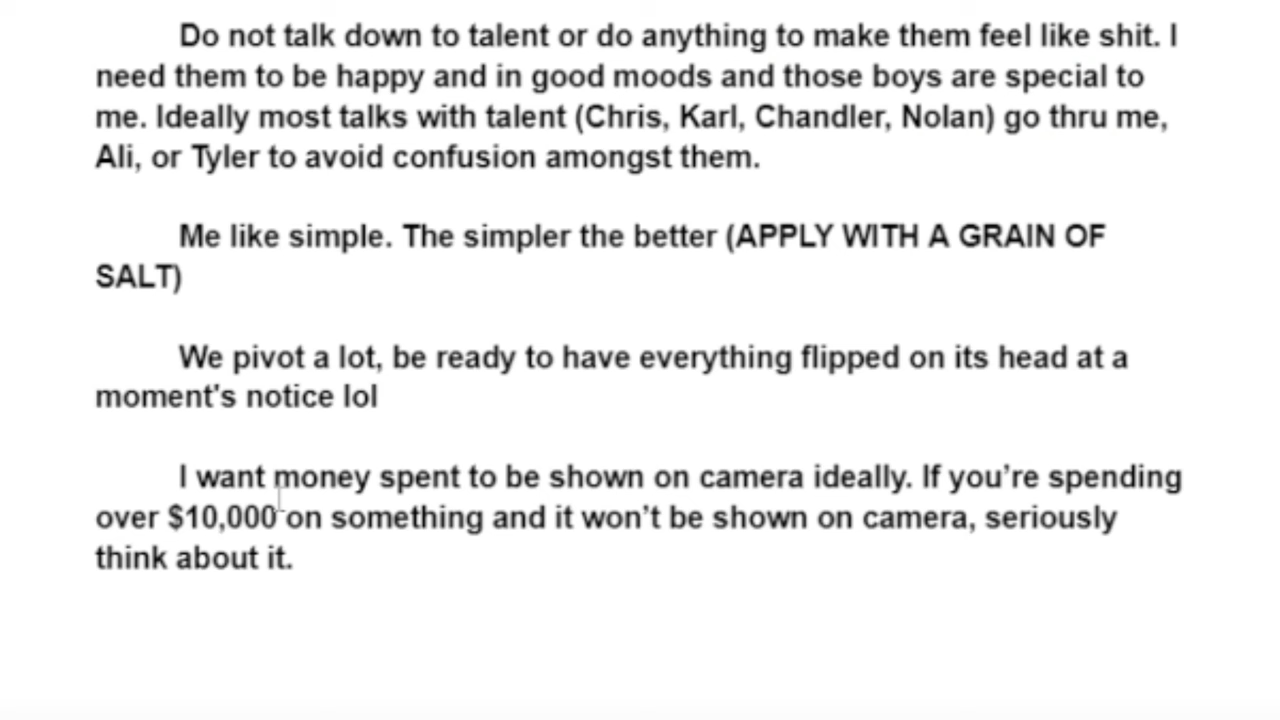 Do not talk down to talent or do anything to make them feel like shit. I
need them to be happy and in good moods and those boys are special to
me. Ideally most talks with talent (Chris, Karl, Chandler, Nolan) go thru me,
Ali, or Tyler to avoid confusion amongst them.
Me like simple. The simpler the better (APPLY WITH A GRAIN OF
SALT)
We pivot a lot, be ready to have everything flipped on its head at a
moment's notice lol
I want money spent to be shown on camera ideally. If you’re spending
over $10,000 on something and it won’t be shown on camera, seriously
think about it.